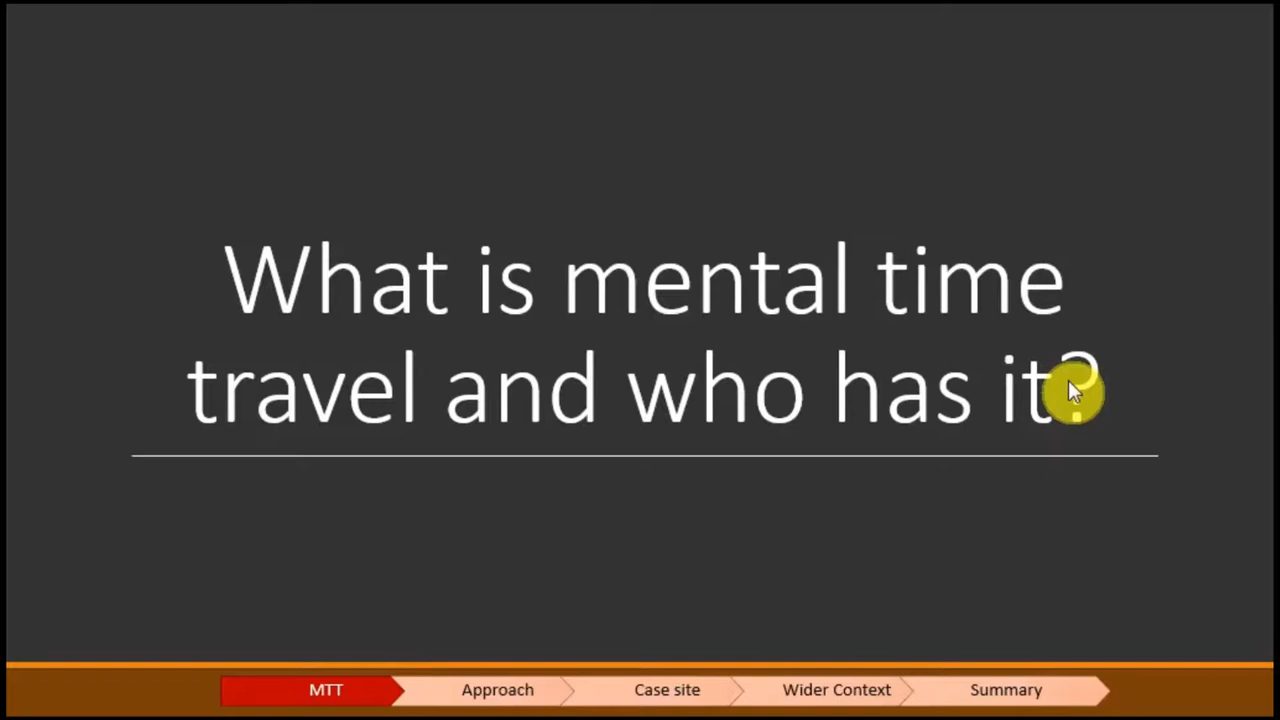 What is mental time
travel and who has it?
MTT
Approach
Case site
Wider Context
Summary